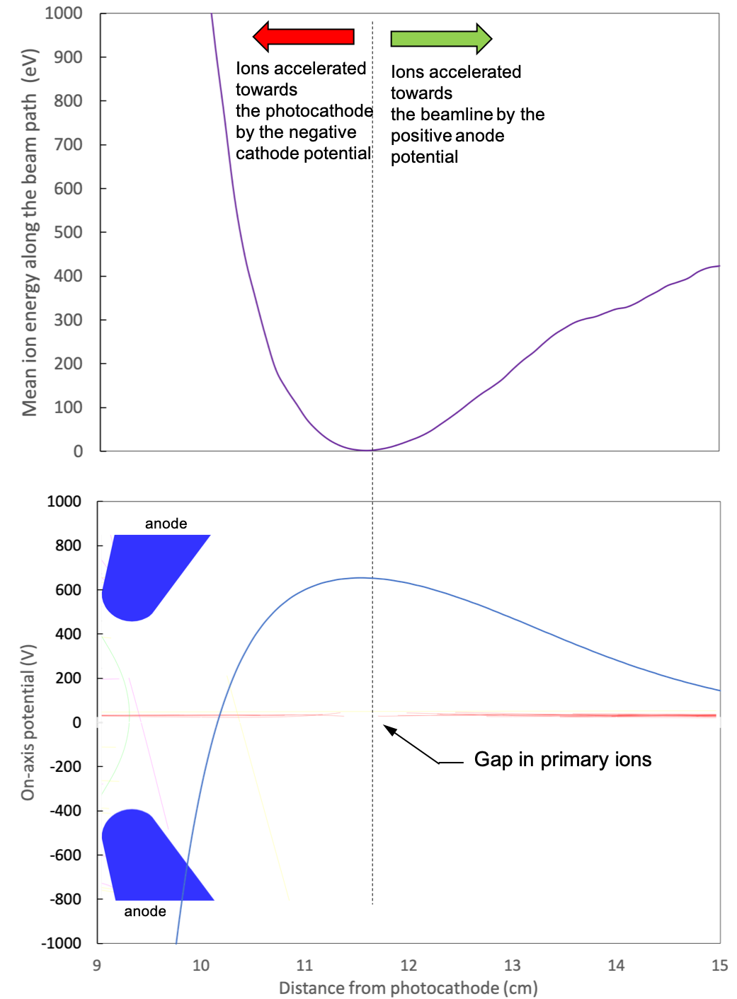 Mean ion energy along the beam path  (eV)
1000
900
800
700
600
500
400
300
200
100
0
Ions accelerated
towards
the photocathode
by the negative
cathode potential
Ions accelerated
towards
the beamline by the
positive anode
potential
On-axis potential (V)
1000
800
600
400
200
0
-200
-400
-600
-800
-1000
anode
Gap in primary ions
anode
9 10 11 12 13 14 15
Distance from photocathode (cm)